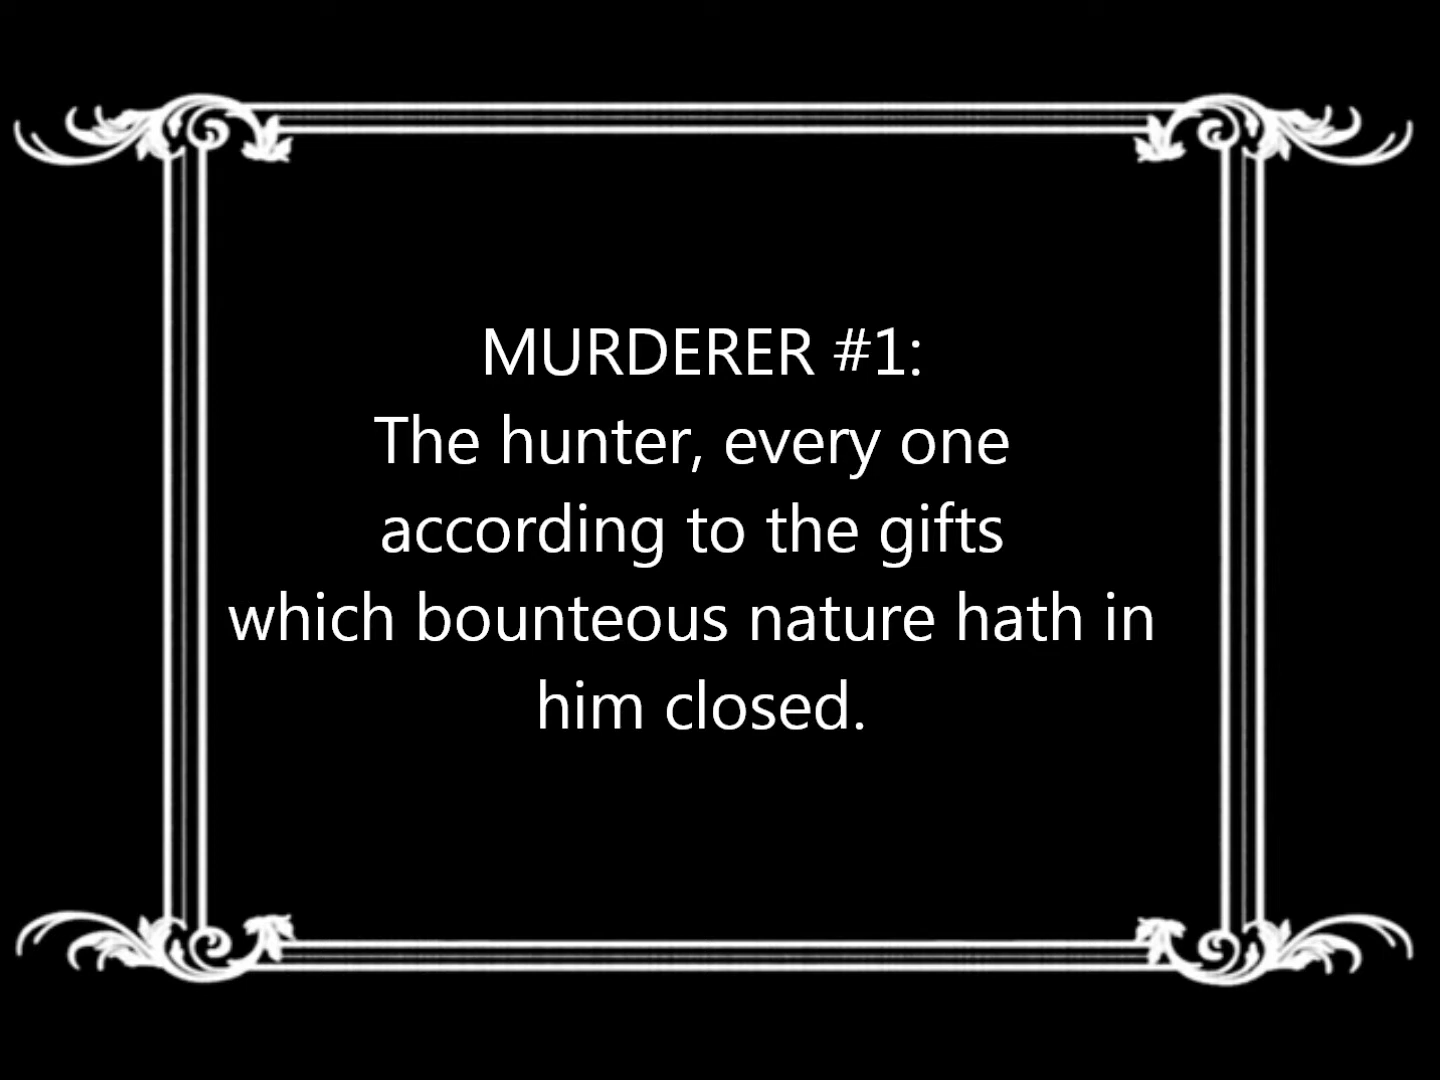 MURDERER #1:
The hunter, every one
according to the gifts
which bounteous nature hath in
him closed.